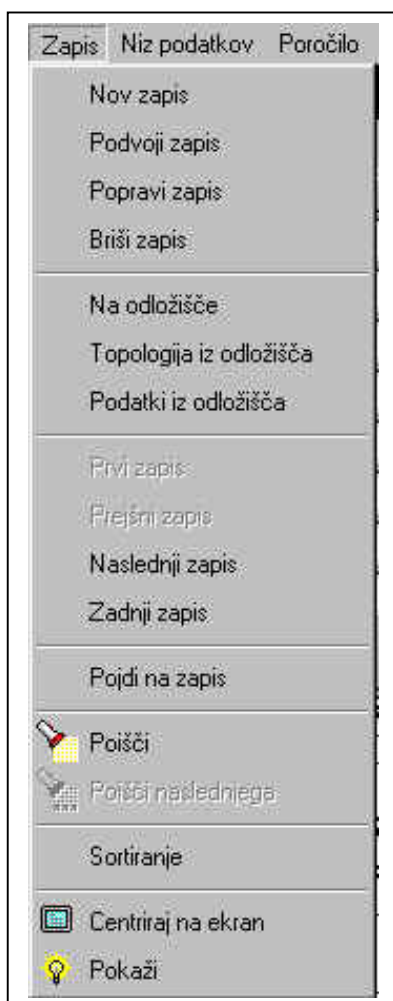 Zapis Niz podatkov Poročilo
Nov zapis
Podvoji zapis
Popravi zapis
Briši zapis
Na odložišče
Topologija iz odložišča
Podatki iz odložišča
Prvi zapis
Prejšni zapis
Naslednji zapis
Zadnji zapis
Pojdi na zapis
Poišči
Poišči naslednjega
Sortiranje
Centriraj na ekran
Pokaži